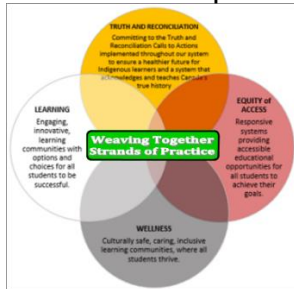 TRUTH AND RECONCILIATION
Committing to the Truth and
Reconciliation Calls to Actions
implemented throughout our system
to ensure a healthier future for
Indigenous learners and a system that
acknowledges and teaches Canada's
true history
LEARNING
Engaging,
innovative,
learning
communities with
options and
choices for all
students to be
successful.
Weaving Together
Strands of Practice
EQUITY of
ACCESS
Responsive
systems
providing
accessible
educational
opportunities for
all students to
achieve their
goals.
WELLNESS
Culturally safe, caring, inclusive
learning communities, where all
students thrive.